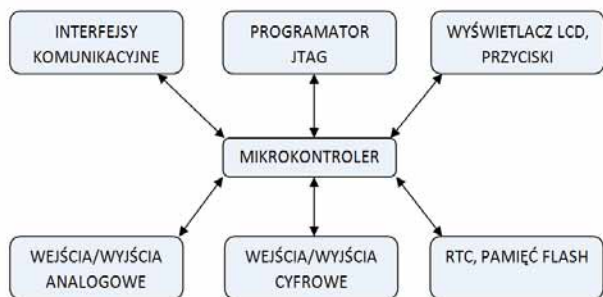 INTERFEJSY
KOMUNIKACYJNE
PROGRAMATOR
JTAG
WYŚWIETLACZ LCD,
PRZYCISKI
MIKROKONTROLER
WEJŚCIA/WYJŚCIA
ANALOGOWE
WEJŚCIA/WYJŚCIA
CYFROWE
RTC, PAMIĘĆ FLASH